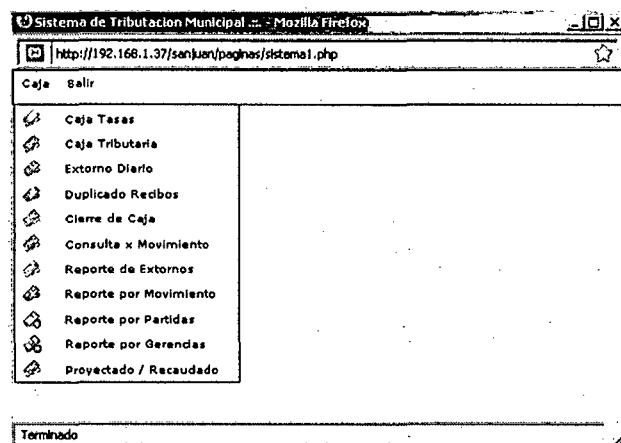 Sistema de Tributacion Municipal ... - Mozilla Firefox
http://192.168.1.37/sanjuan/paginas/sistema1.php
Caja Salir
Caja Tasas
Caja Tributaria
Extorno Diario
Duplicado Recibos
Cierre de Caja
Consulta x Movimiento
Reporte de Extornos
Reporte por Movimiento
Reporte por Partidas
Reporte por Gerencias
Proyectado / Recaudado
Terminado